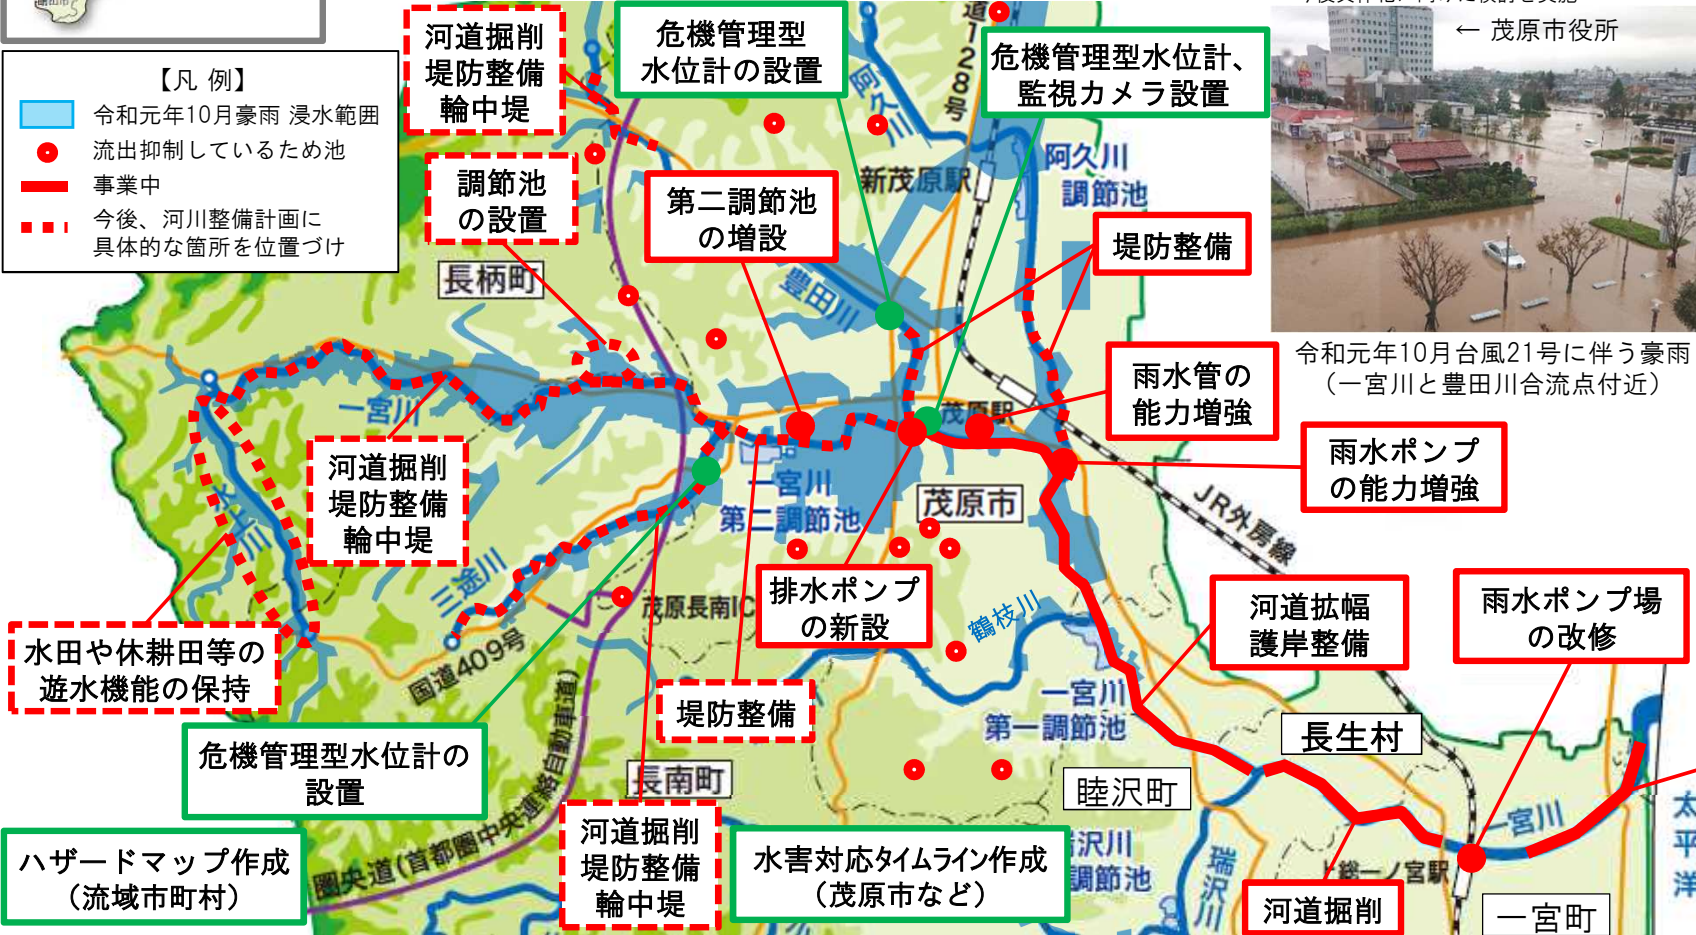 【凡 例】
令和元年10月豪雨 浸水範囲
流出抑制しているため池
事業中
今後、河川整備計画に
具体的な箇所を位置づけ
河道掘削
堤防整備
輪中堤
危機管理型
水位計の設置
道128号
危機管理型水位計、
監視カメラ設置
← 茂原市役所
阿久川
新茂原駅
阿久川
調節池
調節池
の設置
第二調節池
の増設
堤防整備
長柄町
豊田川
令和元年10月台風21号に伴う豪雨
（一宮川と豊田川合流点付近）
雨水管の
能力増強
一宮川
茂原駅
河道掘削
堤防整備
輪中堤
雨水ポンプ
の能力増強
一宮川
第二調節池
茂原市
JR外房線
水上川
三途川
排水ポンプ
の新設
茂原長南IC
鶴枝川
河道拡幅
護岸整備
雨水ポンプ場
の改修
水田や休耕田等の
遊水機能の保持
国道409号
堤防整備
一宮川
第一調節池
長生村
危機管理型水位計の
設置
長南町
睦沢町
圏央道(首都圏中央連絡自動車道)
河道掘削
堤防整備
輪中堤
ハザードマップ作成
（流域市町村）
水害対応タイムライン作成
（茂原市など）
沢川
調節池
瑞沢川
一宮川
太平洋
上総一ノ宮駅
河道掘削
一宮町